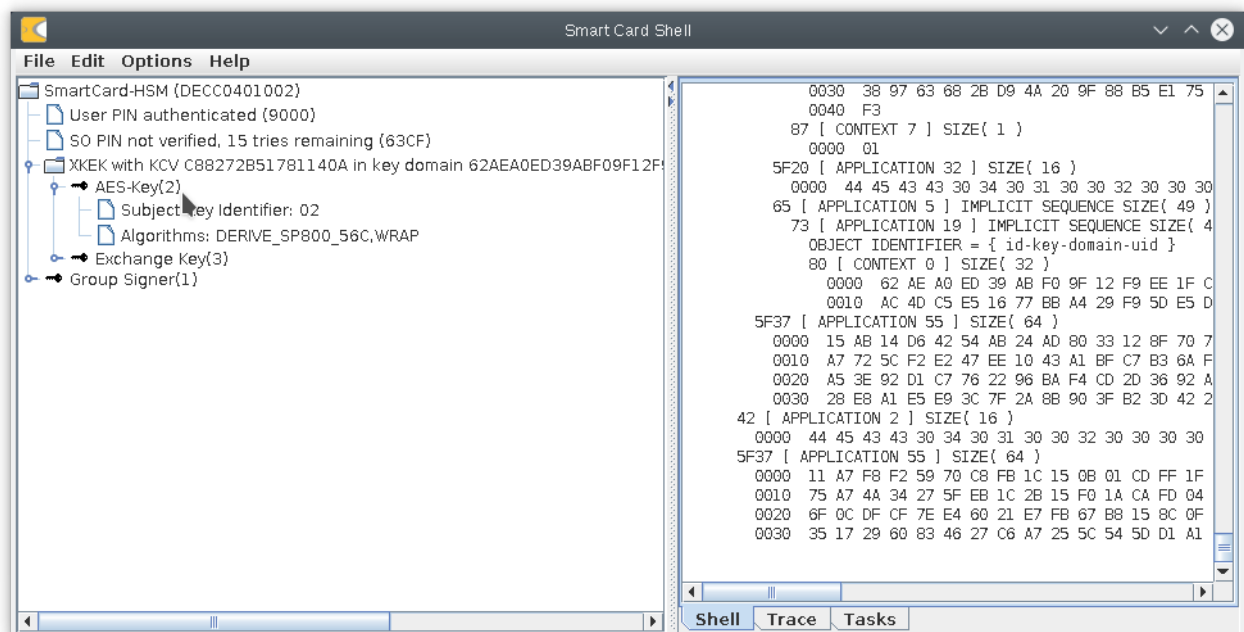 Smart Card Shell
File Edit Options Help
SmartCard-HSM (DECC0401002)
User PIN authenticated (9000)
SO PIN not verified, 15 tries remaining (63CF)
XKEK with KCV C88272B51781140A in key domain 62AEA0ED39ABF09F12F
AES-Key(2)
Subject Key Identifier: 02
Algorithms: DERIVE_SP800_56C,WRAP
Exchange Key(3)
Group Signer(1)
0030 38 97 63 68 2B D9 4A 20 9F 88 B5 E1 75
0040 F3
87 [ CONTEXT 7 ] SIZE( 1 )
0000 01
5F20 [ APPLICATION 32 ] SIZE( 16 )
0000 44 45 43 43 30 34 30 31 30 30 32 30 30 30
65 [ APPLICATION 5 ] IMPLICIT SEQUENCE SIZE( 49 )
73 [ APPLICATION 19 ] IMPLICIT SEQUENCE SIZE( 4
OBJECT IDENTIFIER = { id-key-domain-uid }
80 [ CONTEXT 0 ] SIZE( 32 )
0000 62 AE A0 ED 39 AB F0 9F 12 F9 EE 1F C
0010 AC 4D C5 E5 16 77 BB A4 29 F9 5D E5 D
5F37 [ APPLICATION 55 ] SIZE( 64 )
0000 15 AB 14 D6 42 54 AB 24 AD 80 33 12 8F 70 7
0010 A7 72 5C F2 E2 47 EE 10 43 A1 BF C7 B3 6A F
0020 A5 3E 92 D1 C7 76 22 96 BA F4 CD 2D 36 92 A
0030 28 E8 A1 E5 E9 3C 7F 2A 8B 90 3F B2 3D 42 2
42 [ APPLICATION 2 ] SIZE( 16 )
0000 44 45 43 43 30 34 30 31 30 30 32 30 30 30 30
5F37 [ APPLICATION 55 ] SIZE( 64 )
0000 11 A7 F8 F2 59 70 C8 FB 1C 15 0B 01 CD FF 1F
0010 75 A7 4A 34 27 5F EB 1C 2B 15 F0 1A CA FD 04
0020 6F 0C DF CF 7E E4 60 21 E7 FB 67 B8 15 8C 0F
0030 35 17 29 60 83 46 27 C6 A7 25 5C 54 5D D1 A1
Shell Trace Tasks